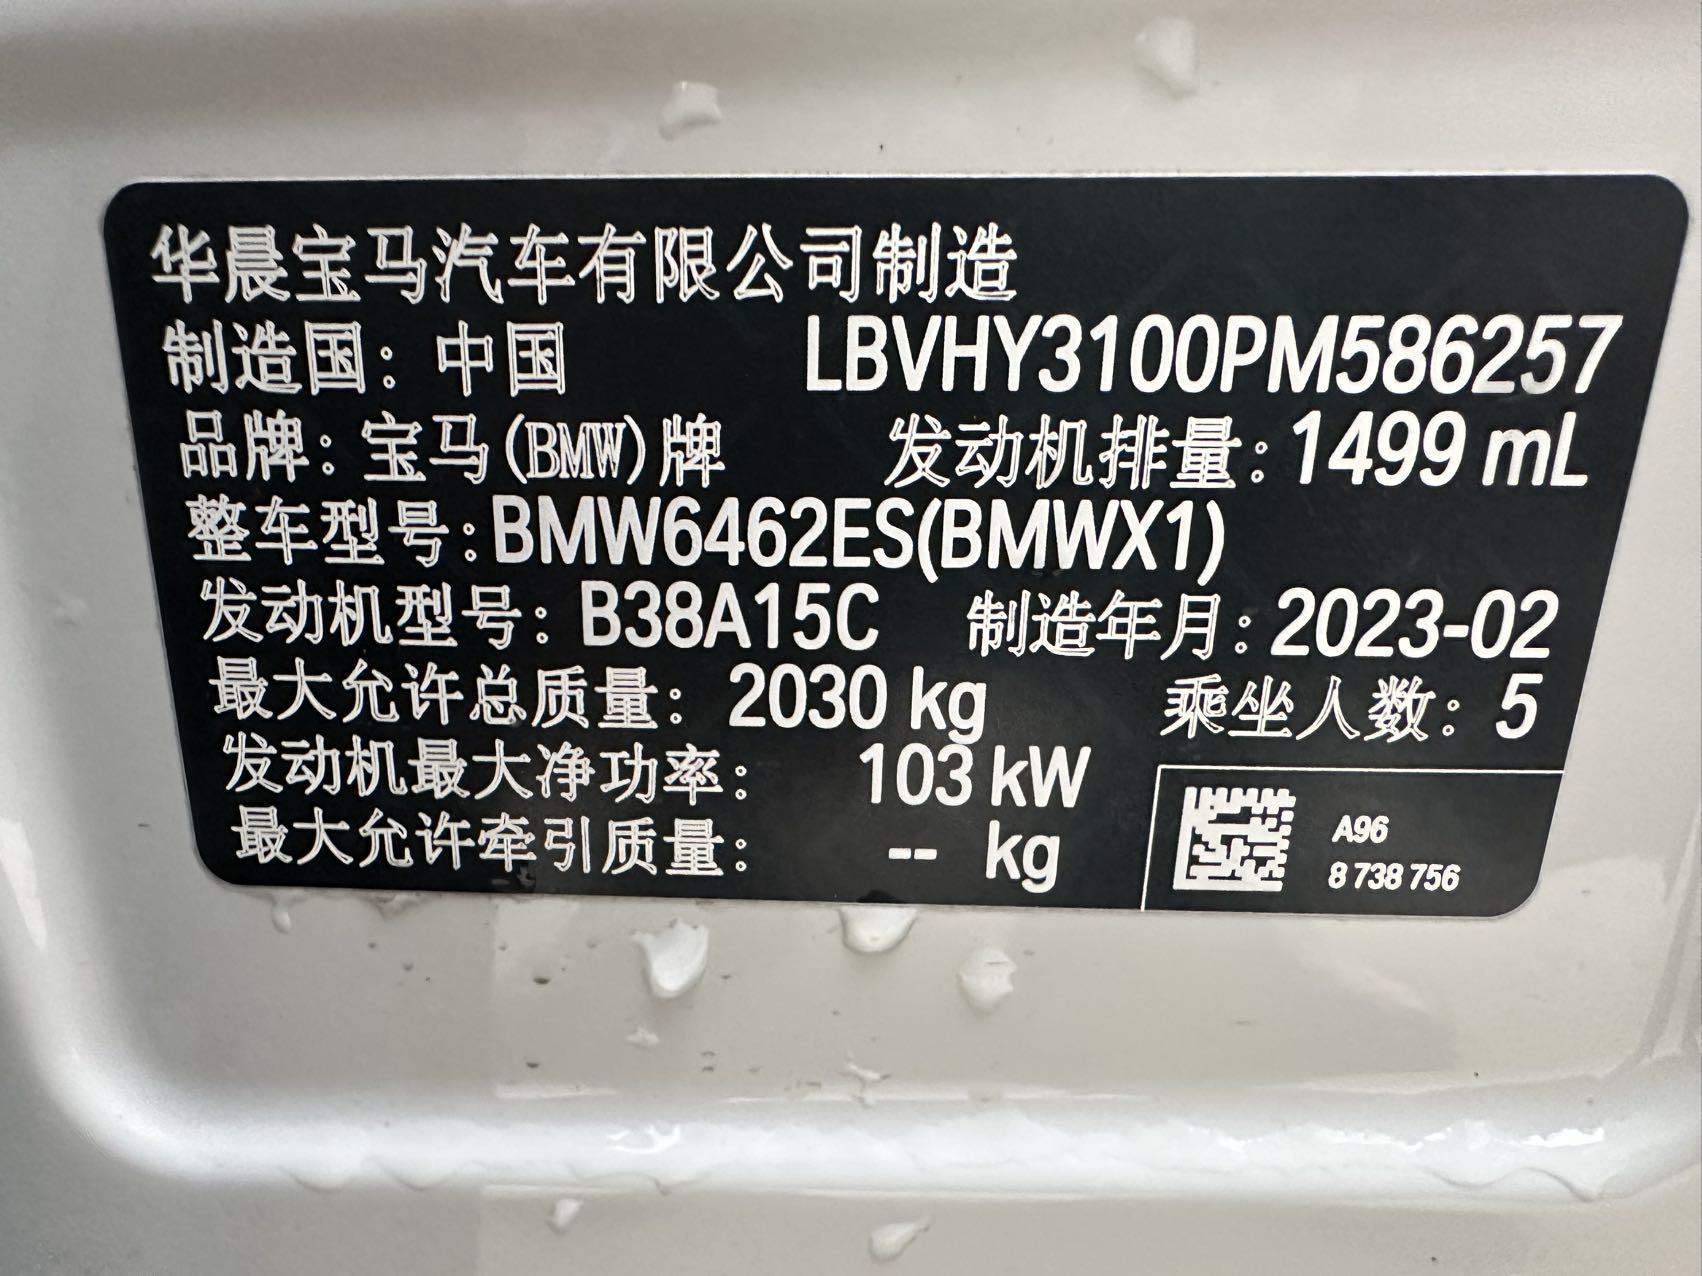 华晨宝马汽车有限公司制造
制造国：中国 LBVHY3100PM586257
品牌：宝马(BMW)牌 发动机排量：1499 mL
整车型号：BMW6462ES(BMWX1)
发动机型号：B38A15C 制造年月：2023-02
最大允许总质量：2030 kg 乘坐人数：5
发动机最大净功率：103 kW
最大允许牵引质量：-- kg
A96
8 738 756